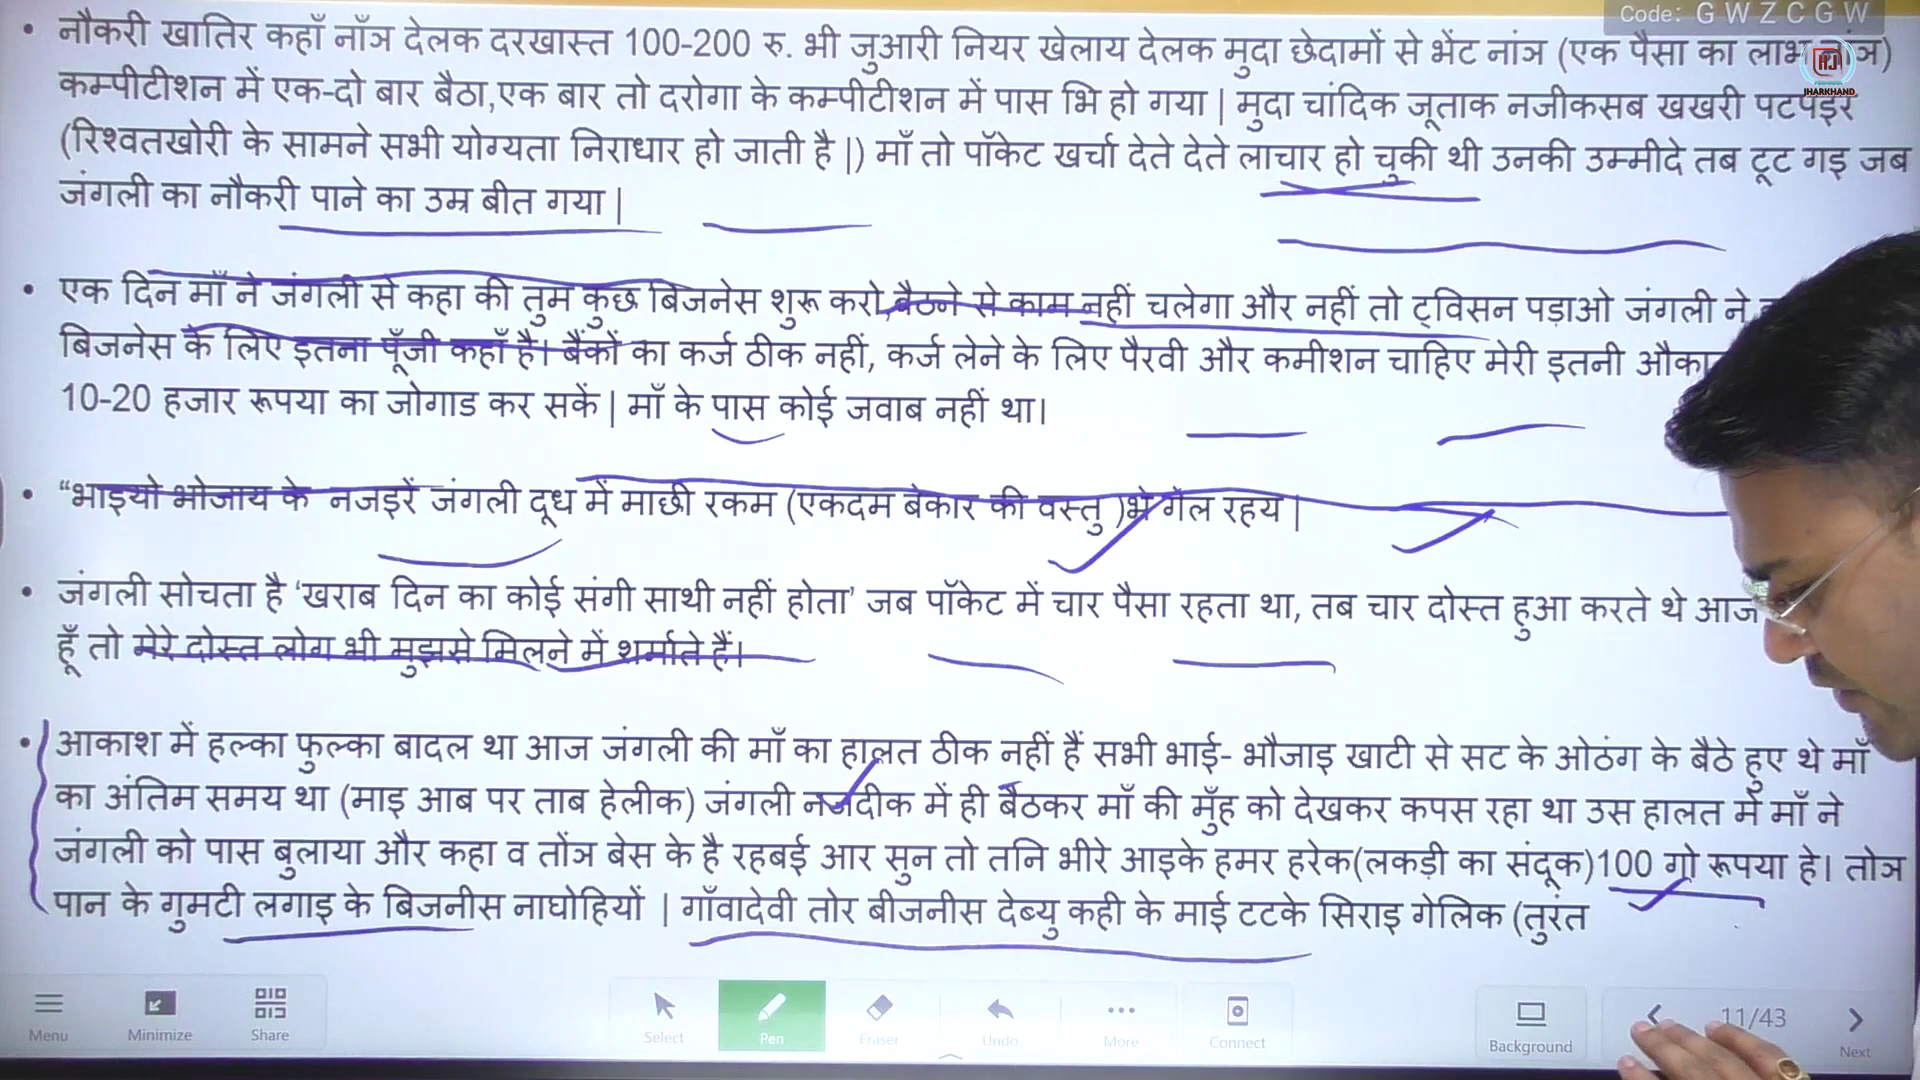 Code: G W Z C G W
• नौकरी खातिर कहाँ नाँञ देलक दरखास्त 100-200 रु. भी जुआरी नियर खेलाय देलक मुदा छेदामों से भेंट नांञ (एक पैसा का लाभ नांञ)
JHARKHAND
कम्पीटीशन में एक-दो बार बैठा,एक बार तो दरोगा के कम्पीटीशन में पास भि हो गया | मुदा चांदिक जूताक नजीकसब खखरी पटपइर
(रिश्वतखोरी के सामने सभी योग्यता निराधार हो जाती है |) माँ तो पॉकेट खर्चा देते देते लाचार हो चुकी थी उनकी उम्मीदे तब टूट गइ जब
जंगली का नौकरी पाने का उम्र बीत गया |
• एक दिन माँ ने जंगली से कहा की तुम कुछ बिजनेस शुरू करो,बैठने से काम नहीं चलेगा और नहीं तो ट्विसन पड़ाओ जंगली ने
बिजनेस के लिए इतना पूँजी कहाँ है। बैंकों का कर्ज ठीक नहीं, कर्ज लेने के लिए पैरवी और कमीशन चाहिए मेरी इतनी
10-20 हजार रूपया का जोगाड कर सकें | माँ के पास कोई जवाब नहीं था।
• “भाइयो भोजाय के नजइरें जंगली दूध में माछी रकम (एकदम बेकार की वस्तु )भे गेल रहय |
• जंगली सोचता है ‘खराब दिन का कोई संगी साथी नहीं होता’ जब पॉकेट में चार पैसा रहता था, तब चार दोस्त हुआ करते थे आज
हूँ तो मेरे दोस्त लोग भी मुझसे मिलने में शर्माते हैं।
• आकाश में हल्का फुल्का बादल था आज जंगली की माँ का हालत ठीक नहीं हैं सभी भाई- भौजाइ खाटी से सट के ओठंग के बैठे हुए थे माँ
का अंतिम समय था (माइ आब पर ताब हेलीक) जंगली नजदीक में ही बैठकर माँ की मुँह को देखकर कपस रहा था उस हालत में माँ ने
जंगली को पास बुलाया और कहा व तोंञ बेस के है रहबई आर सुन तो तनि भीरे आइके हमर हरेक(लकड़ी का संदूक)100 गो रूपया हे। तोञ
पान के गुमटी लगाइ के बिजनीस नाघोहियों | गाँवादेवी तोर बीजनीस देब्यु कही के माई टटके सिराइ गेलिक (तुरंत
Menu Minimize Share Select Pen Eraser Undo More Connect Background 11/43 Next